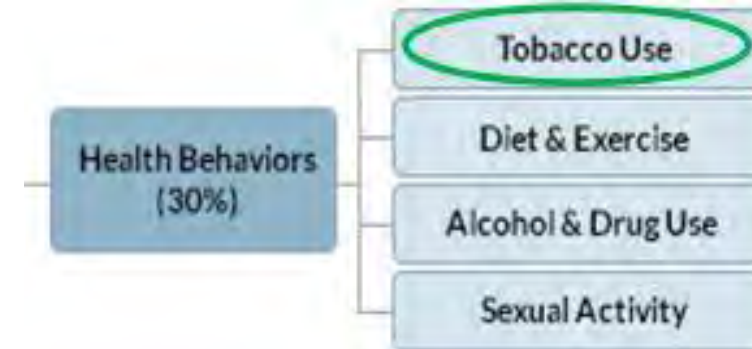 Tobacco Use
Health Behaviors
(30%)
Diet & Exercise
Alcohol & Drug Use
Sexual Activity